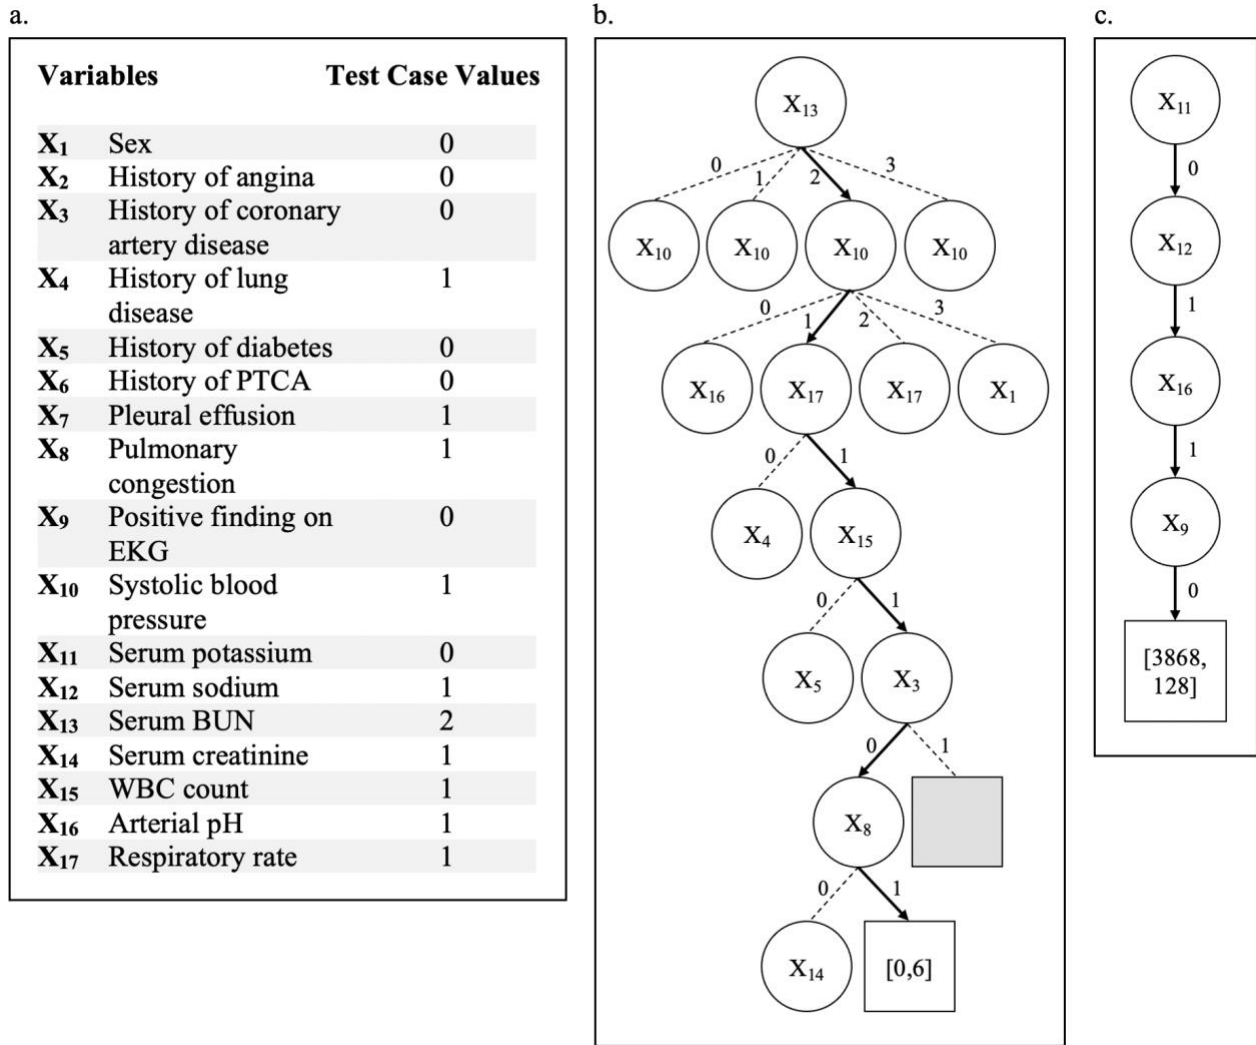 a.
Variables Test Case Values
X1 Sex 0
X2 History of angina 0
X3 History of coronary 0
artery disease
X4 History of lung 1
disease
X5 History of diabetes 0
X6 History of PTCA 0
X7 Pleural effusion 1
X8 Pulmonary 1
congestion
X9 Positive finding on 0
EKG
X10 Systolic blood 1
pressure
X11 Serum potassium 0
X12 Serum sodium 1
X13 Serum BUN 2
X14 Serum creatinine 1
X15 WBC count 1
X16 Arterial pH 1
X17 Respiratory rate 1
b.
X13
0 1 2 3
X10 X10 X10 X10
0 1 2 3
X16 X17 X17 X1
0 1
X4 X15
0 1
X5 X3
0 1
X8
0 1
X14 [0,6]
c.
X11
0
X12
1
X16
1
X9
0
[3868,
128]